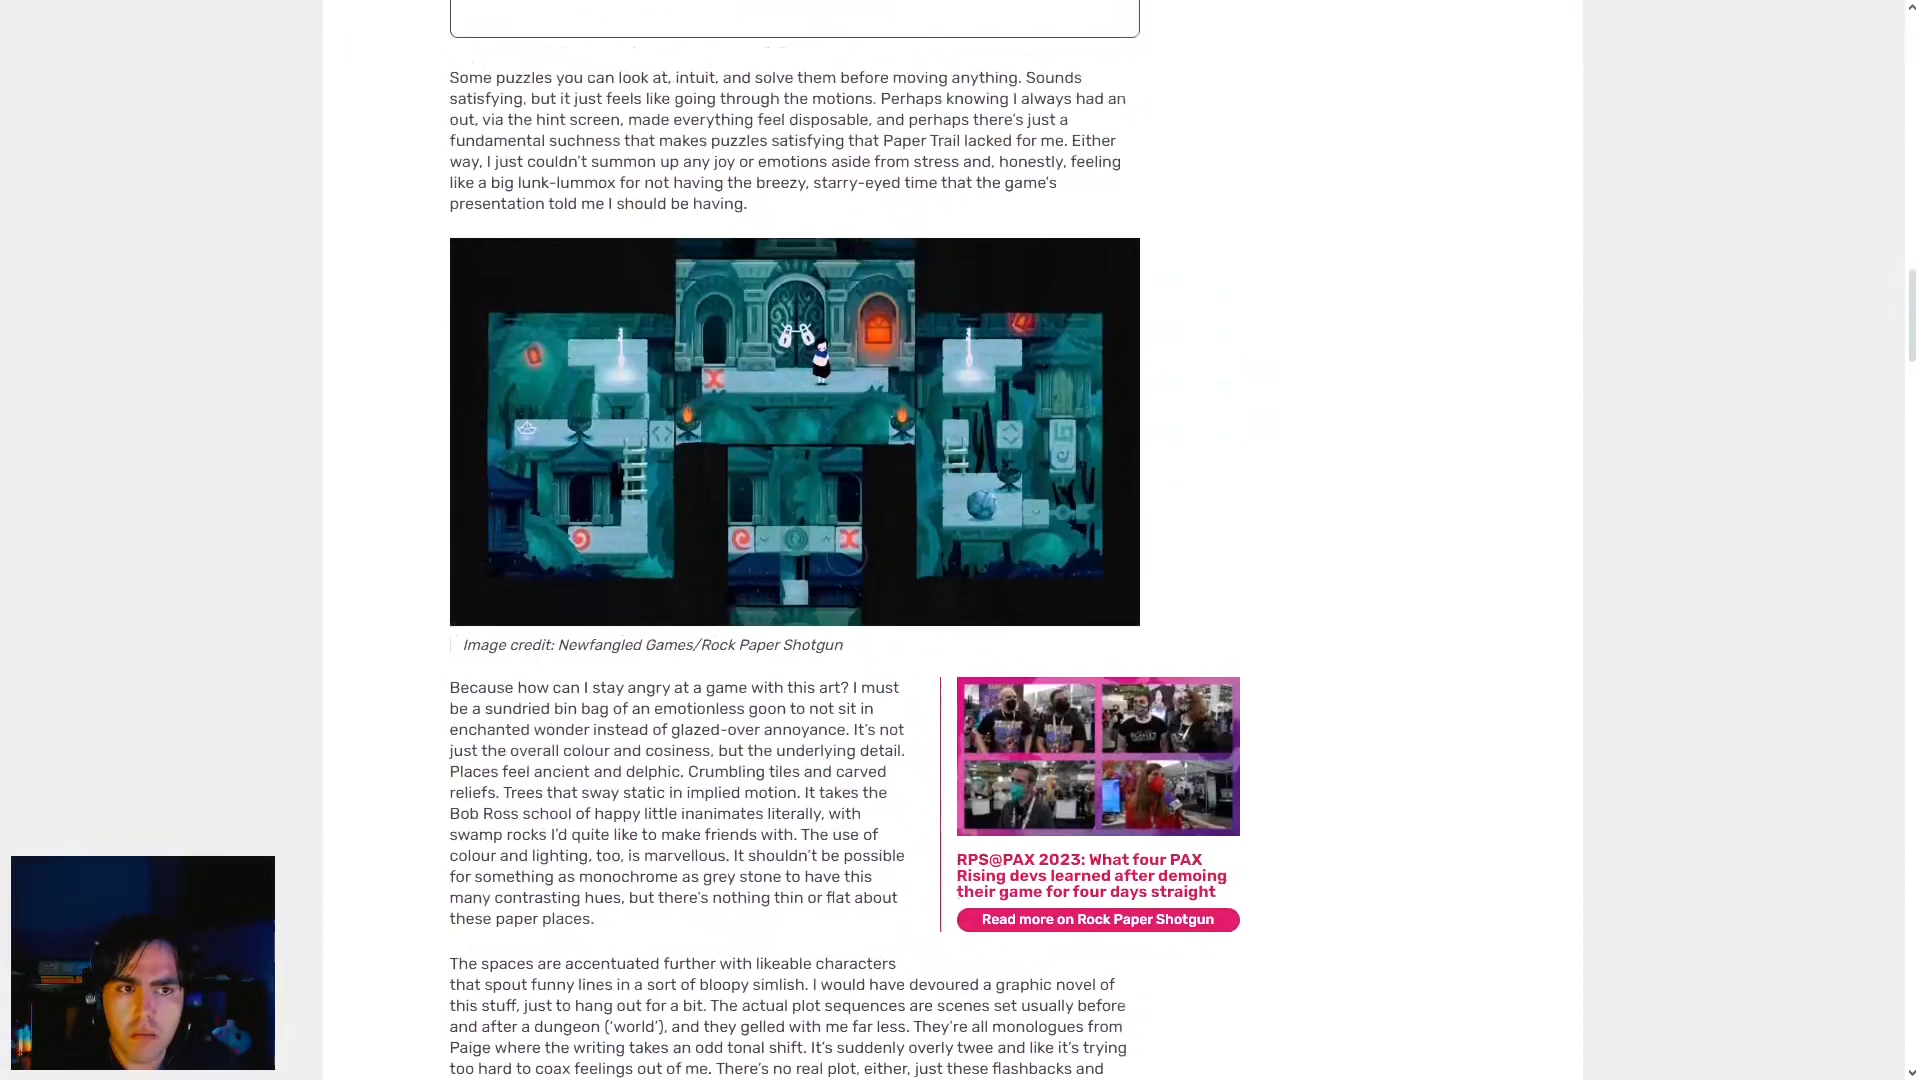 Some puzzles you can look at, intuit, and solve them before moving anything. Sounds
satisfying, but it just feels like going through the motions. Perhaps knowing I always had an
out, via the hint screen, made everything feel disposable, and perhaps there’s just a
fundamental suchness that makes puzzles satisfying that Paper Trail lacked for me. Either
way, I just couldn’t summon up any joy or emotions aside from stress and, honestly, feeling
like a big lunk-lummox for not having the breezy, starry-eyed time that the game’s
presentation told me I should be having.
Image credit: Newfangled Games/Rock Paper Shotgun
Because how can I stay angry at a game with this art? I must
be a sundried bin bag of an emotionless goon to not sit in
enchanted wonder instead of glazed-over annoyance. It’s not
just the overall colour and cosiness, but the underlying detail.
Places feel ancient and delphic. Crumbling tiles and carved
reliefs. Trees that sway static in implied motion. It takes the
Bob Ross school of happy little inanimates literally, with
swamp rocks I’d quite like to make friends with. The use of
colour and lighting, too, is marvellous. It shouldn’t be possible
for something as monochrome as grey stone to have this
many contrasting hues, but there’s nothing thin or flat about
these paper places.
RPS@PAX 2023: What four PAX
Rising devs learned after demoing
their game for four days straight
Read more on Rock Paper Shotgun
The spaces are accentuated further with likeable characters
that spout funny lines in a sort of bloopy simlish. I would have devoured a graphic novel of
this stuff, just to hang out for a bit. The actual plot sequences are scenes set usually before
and after a dungeon (‘world’), and they gelled with me far less. They’re all monologues from
Paige where the writing takes an odd tonal shift. It’s suddenly overly twee and like it’s trying
too hard to coax feelings out of me. There’s no real plot, either, just these flashbacks and